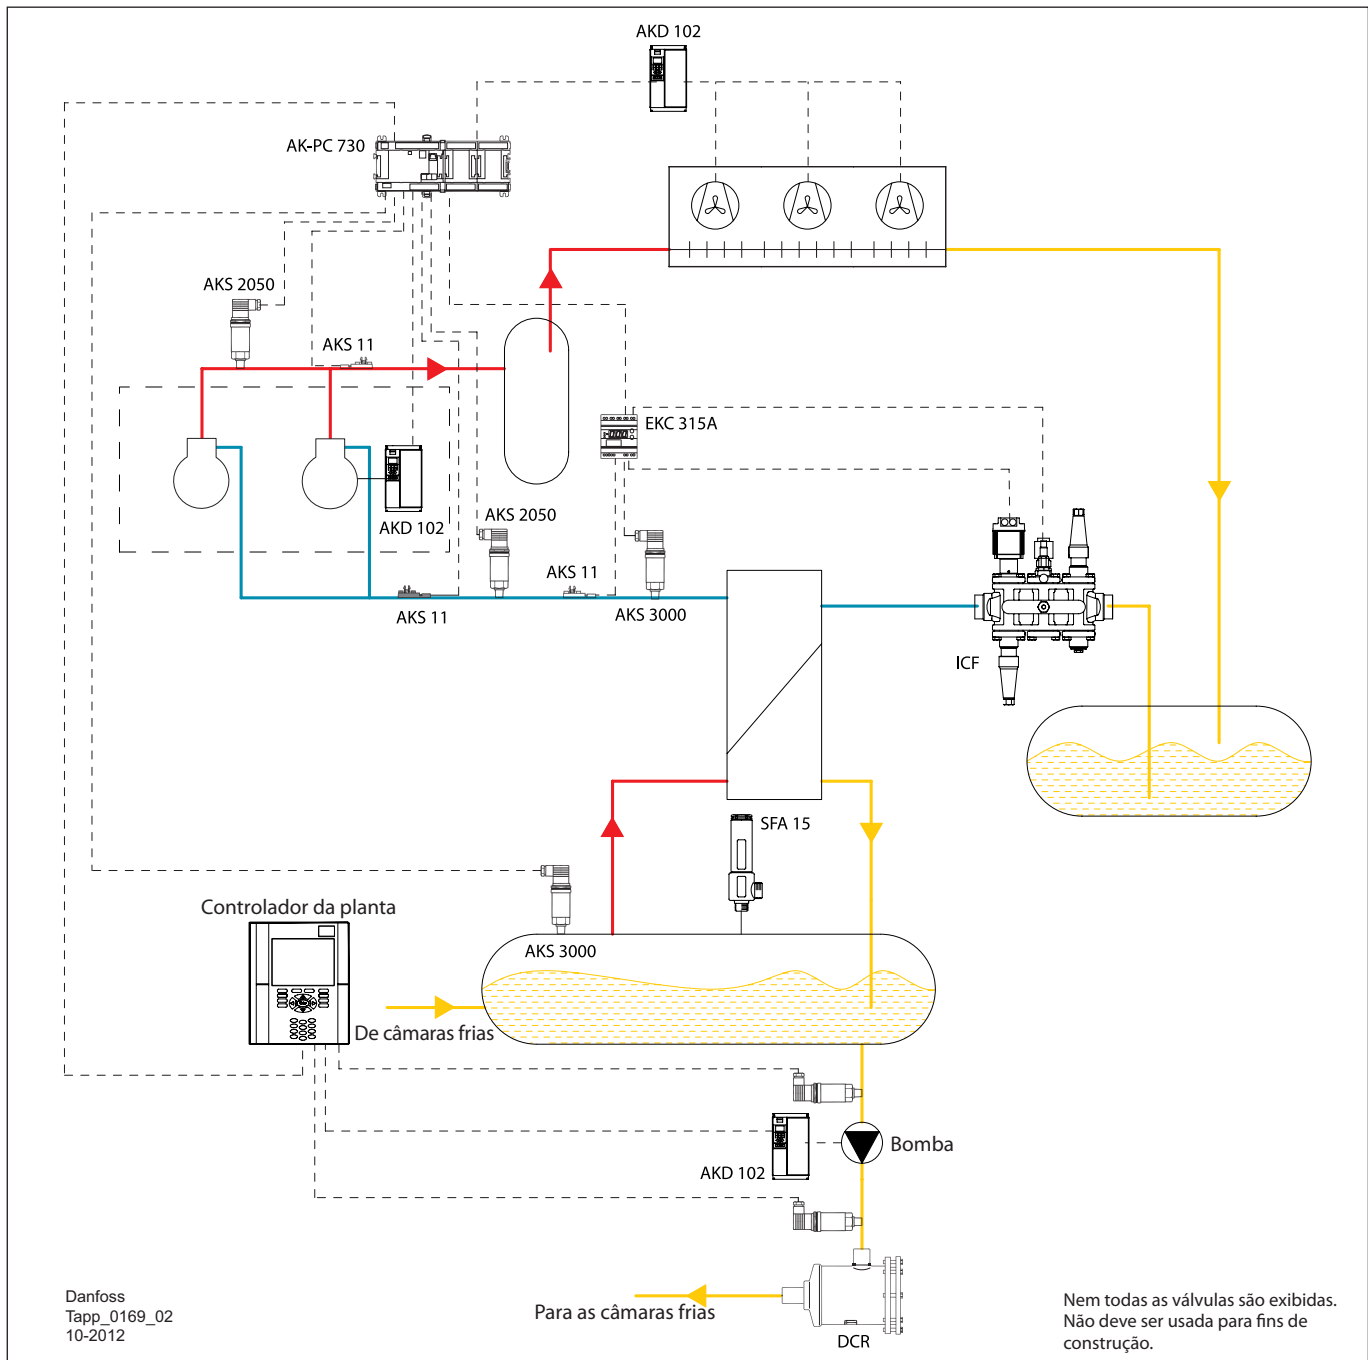 AKD 102
AK-PC 730
AKS 2050
AKS 11
EKC 315A
AKD 102
AKS 2050
AKS 11
AKS 11
AKS 3000
ICF
SFA 15
Controlador da planta
AKS 3000
De câmaras frias
Bomba
AKD 102
Para as câmaras frias
DCR
Danfoss
Tapp_0169_02
10-2012
Nem todas as válvulas são exibidas.
Não deve ser usada para fins de
construção.